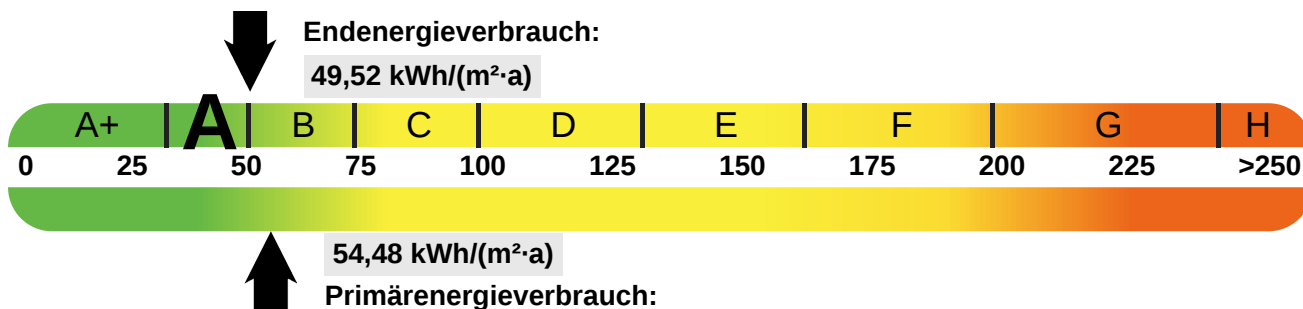 Endenergieverbrauch:
49,52 kWh/(m²·a)
A+ A B C D E F G H
0 25 50 75 100 125 150 175 200 225 >250
54,48 kWh/(m²·a)
Primärenergieverbrauch: